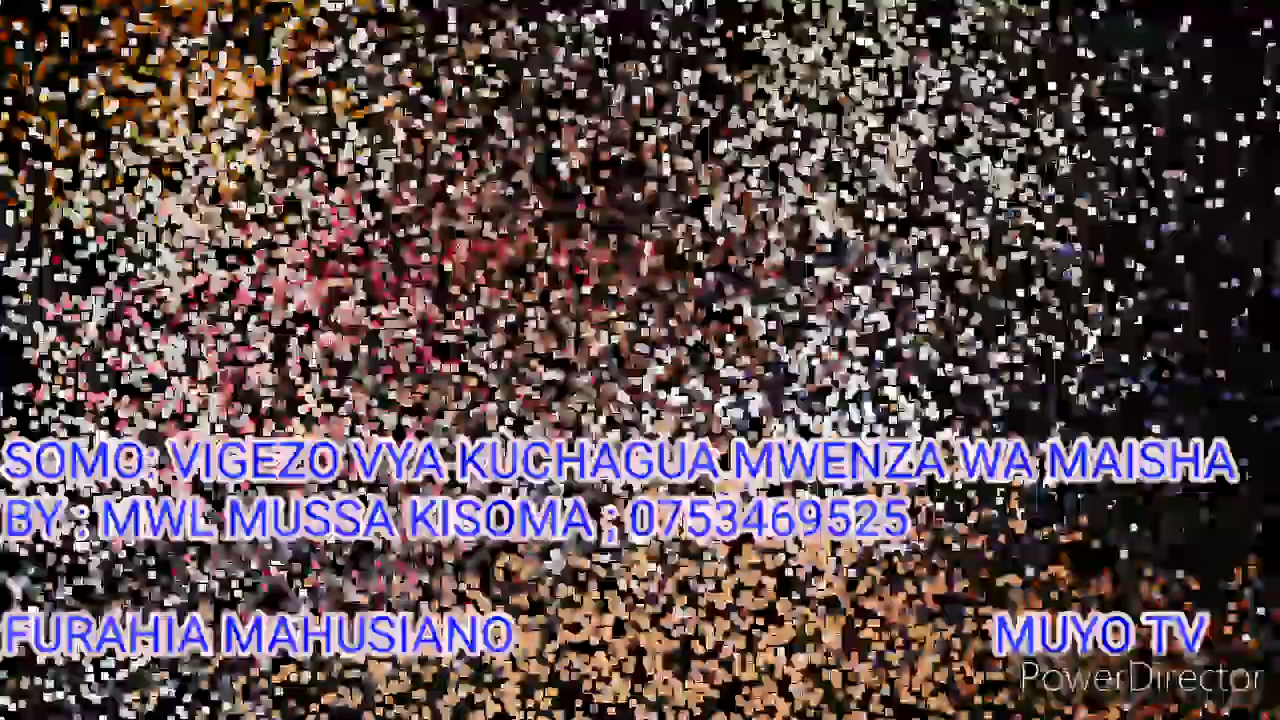 SOMO: VIGEZO VYA KUCHAGUA MWENZA WA MAISHA
BY : MWL MUSSA KISOMA ; 0753469525
FURAHIA MAHUSIANO
MUYO TV
PowerDirector